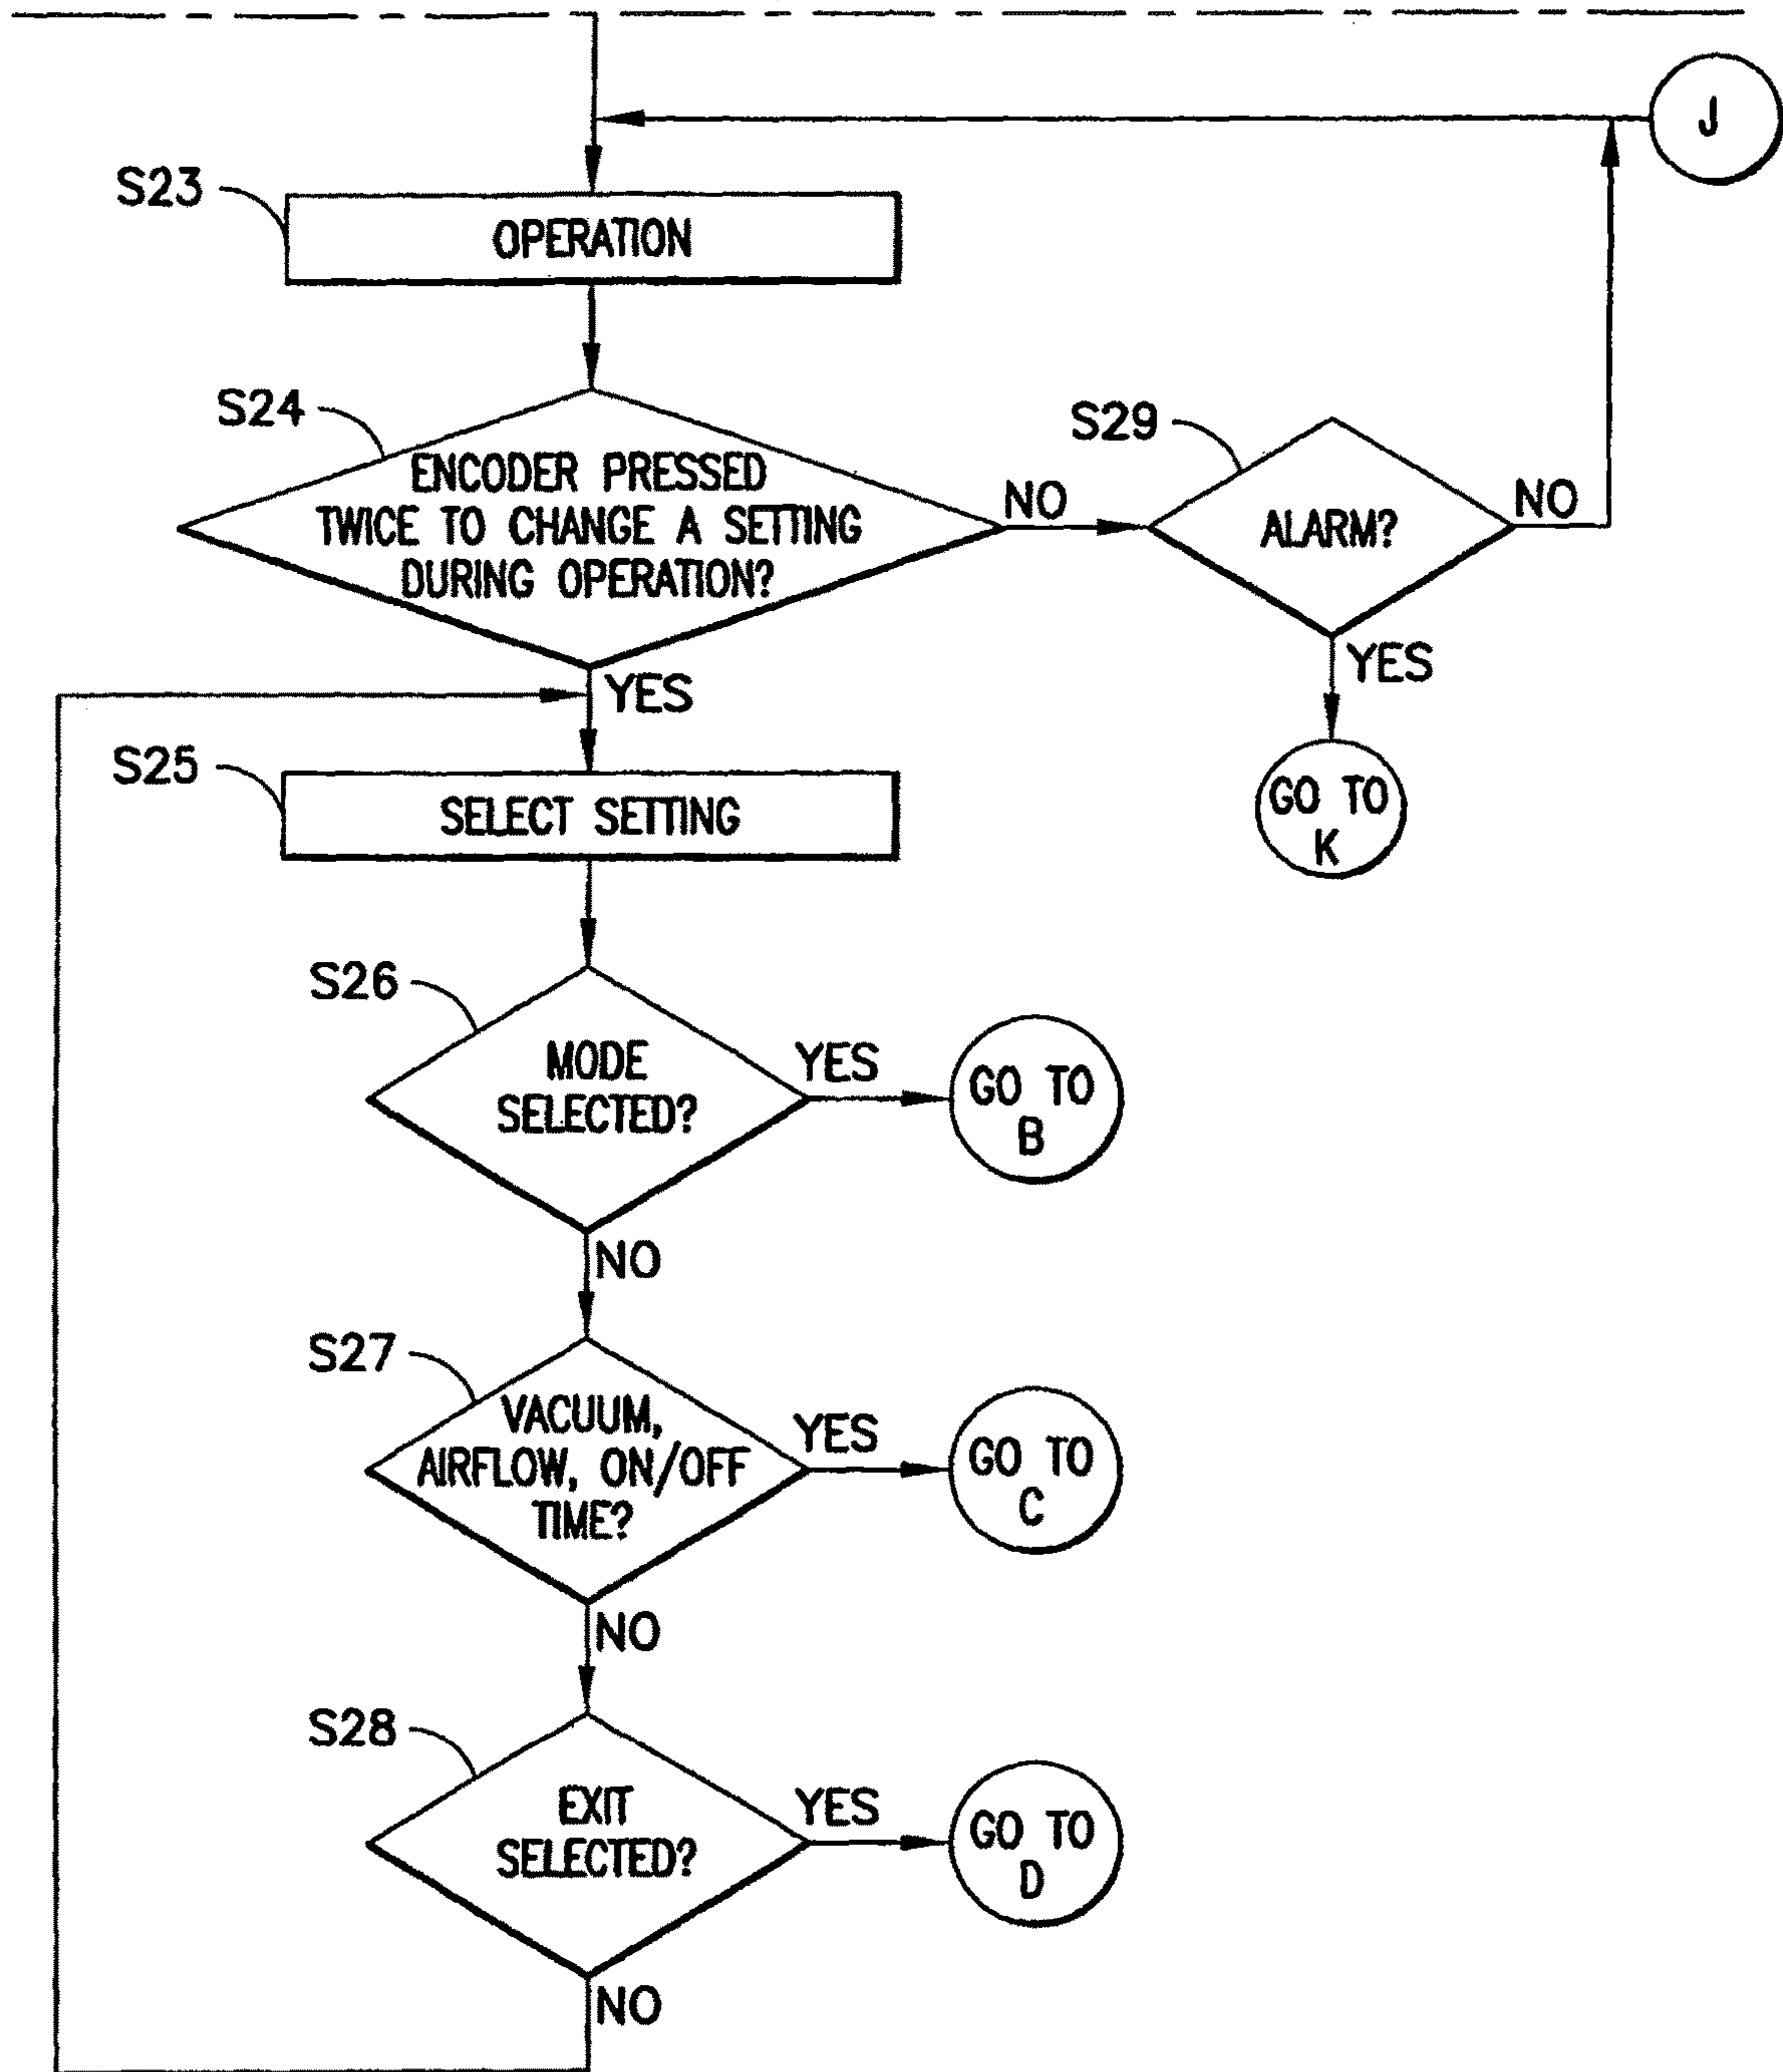 J
S23
OPERATION
S24
ENCODER PRESSED
TWICE TO CHANGE A SETTING
DURING OPERATION?
NO
S29
ALARM?
NO
YES
YES
GO TO
K
S25
SELECT SETTING
S26
MODE
SELECTED?
YES
GO TO
B
NO
S27
VACUUM,
AIRFLOW, ON/OFF
TIME?
YES
GO TO
C
NO
S28
EXIT
SELECTED?
YES
GO TO
D
NO